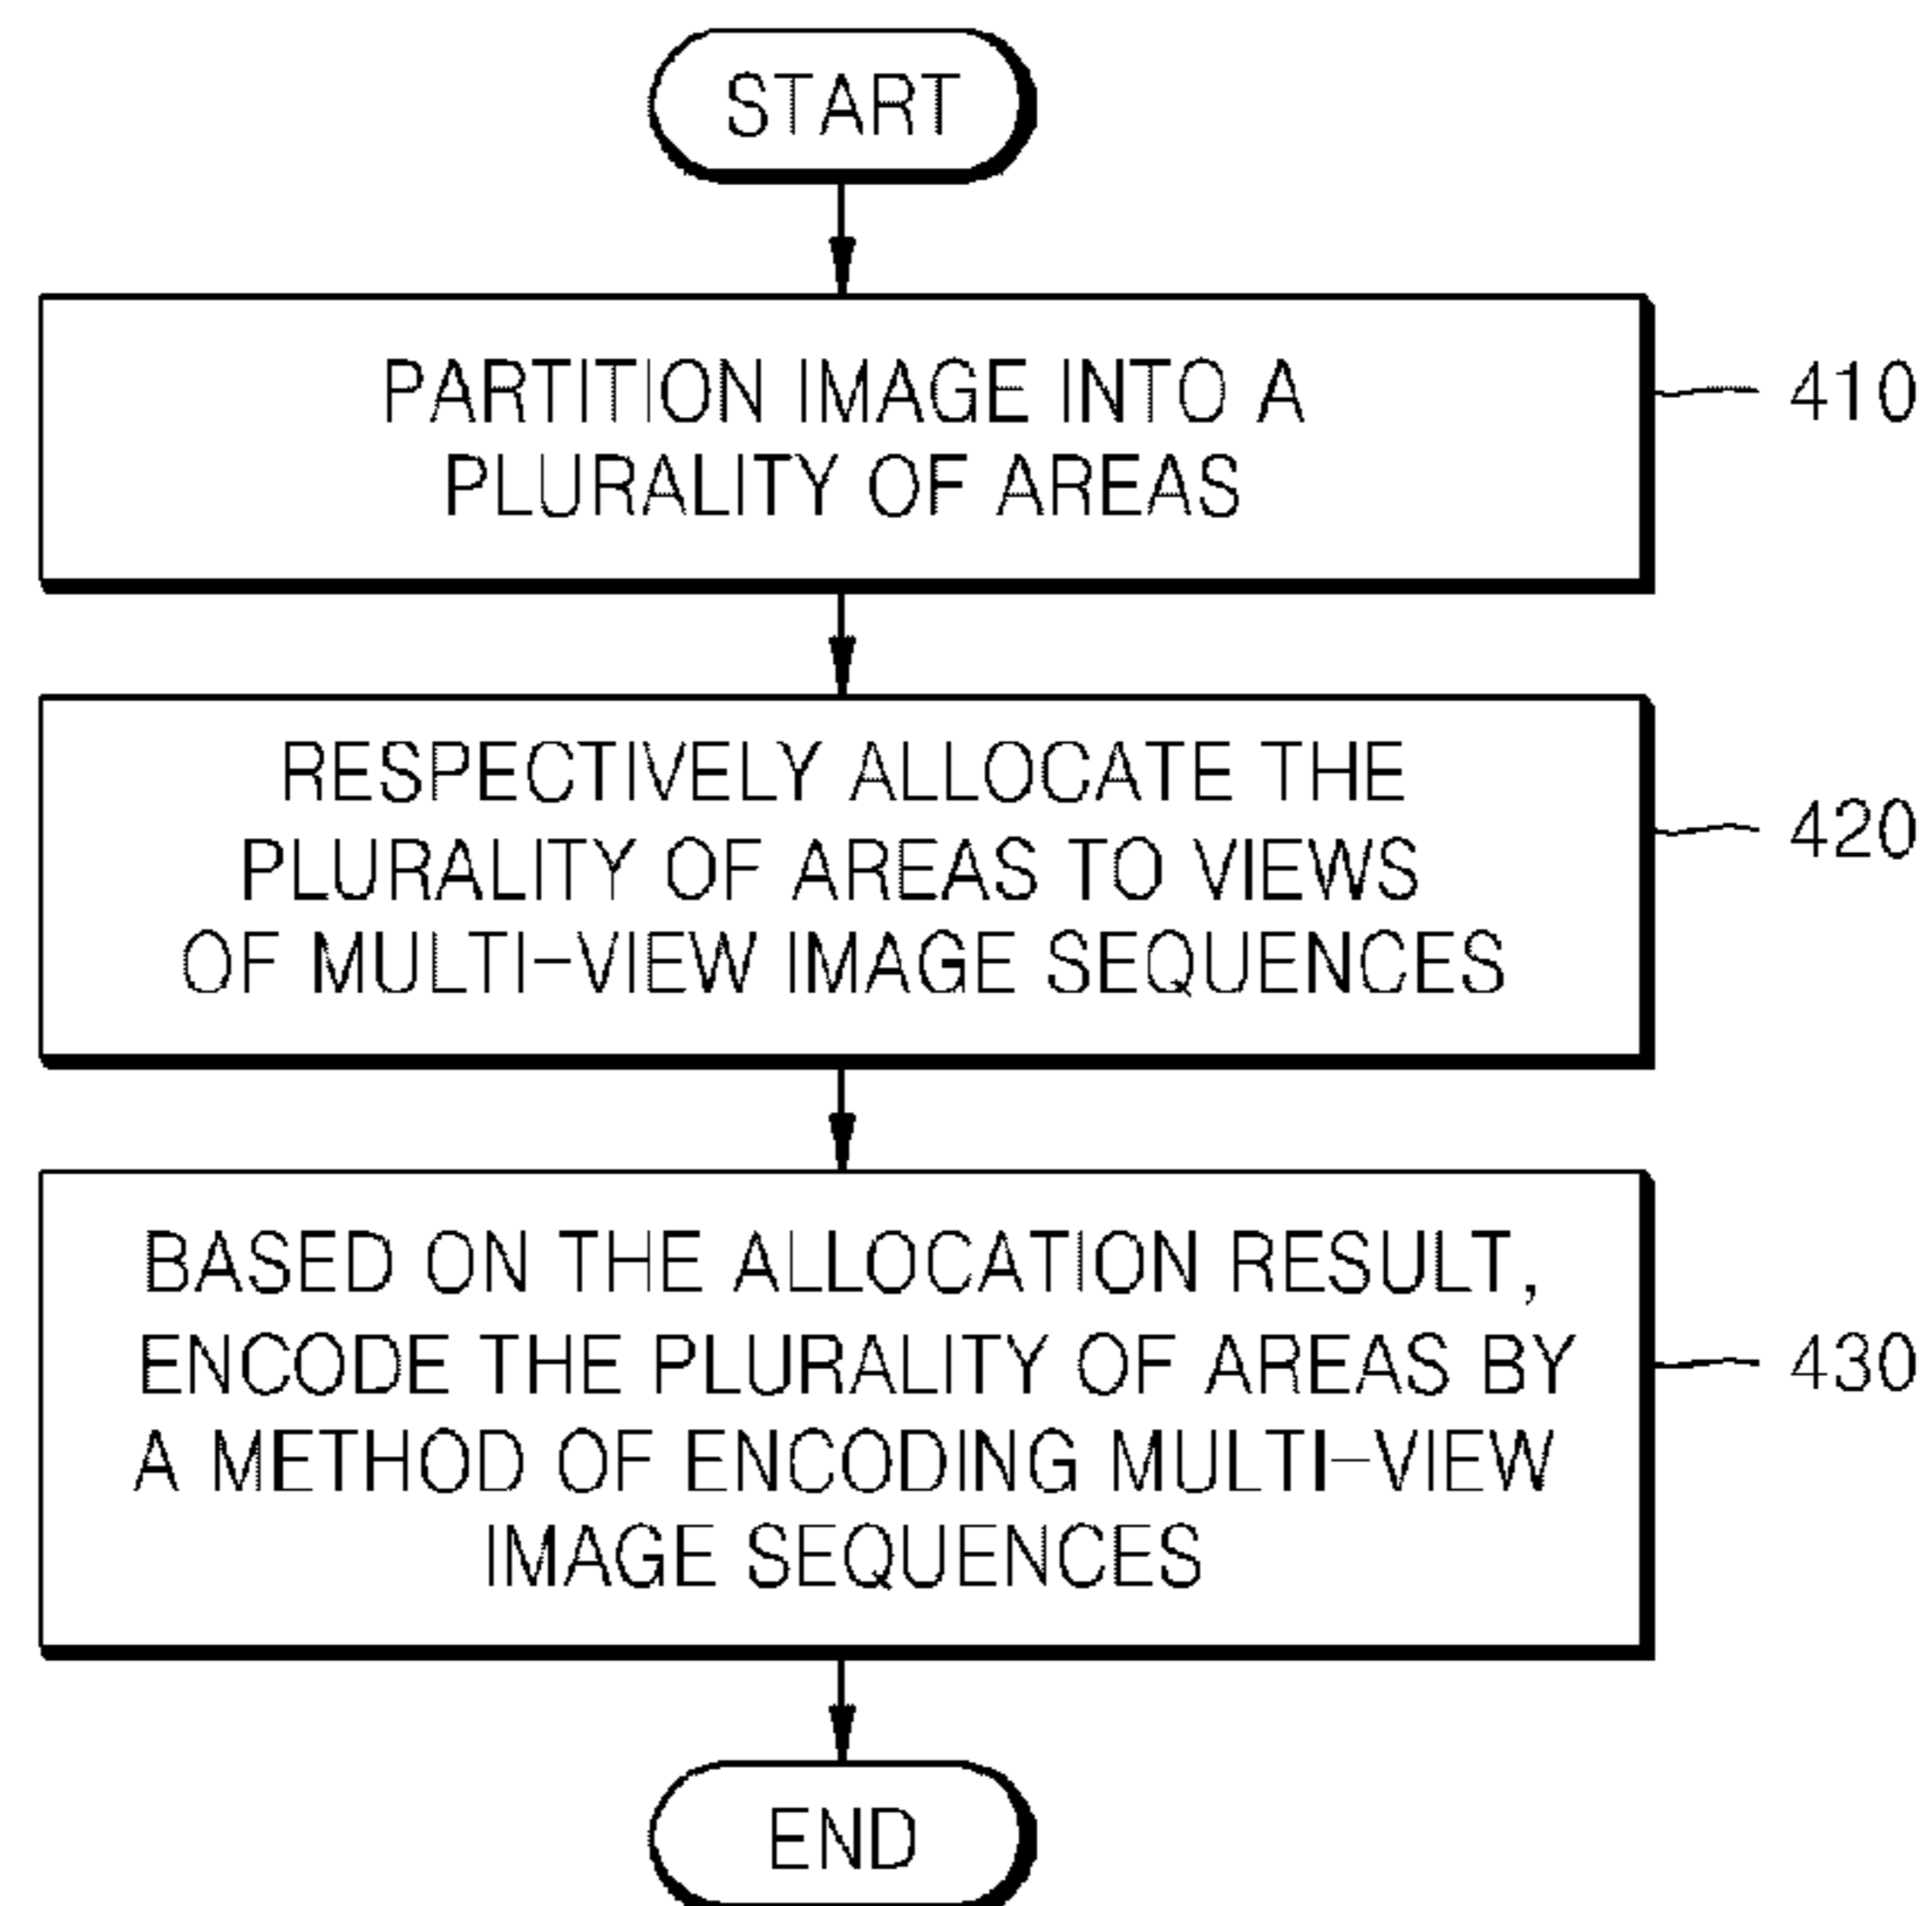 START
PARTITION IMAGE INTO A
PLURALITY OF AREAS
410
RESPECTIVELY ALLOCATE THE
PLURALITY OF AREAS TO VIEWS
OF MULTI-VIEW IMAGE SEQUENCES
420
BASED ON THE ALLOCATION RESULT,
ENCODE THE PLURALITY OF AREAS BY
A METHOD OF ENCODING MULTI-VIEW
IMAGE SEQUENCES
430
END